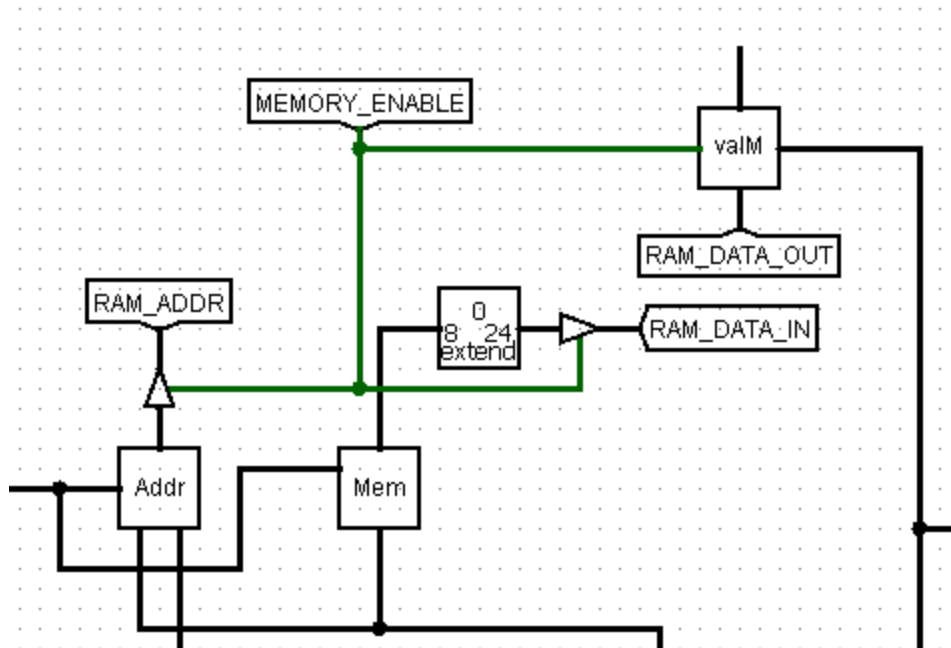 MEMORY_ENABLE
valM
RAM_DATA_OUT
RAM_ADDR
0
8 24
extend
RAM_DATA_IN
Addr
Mem